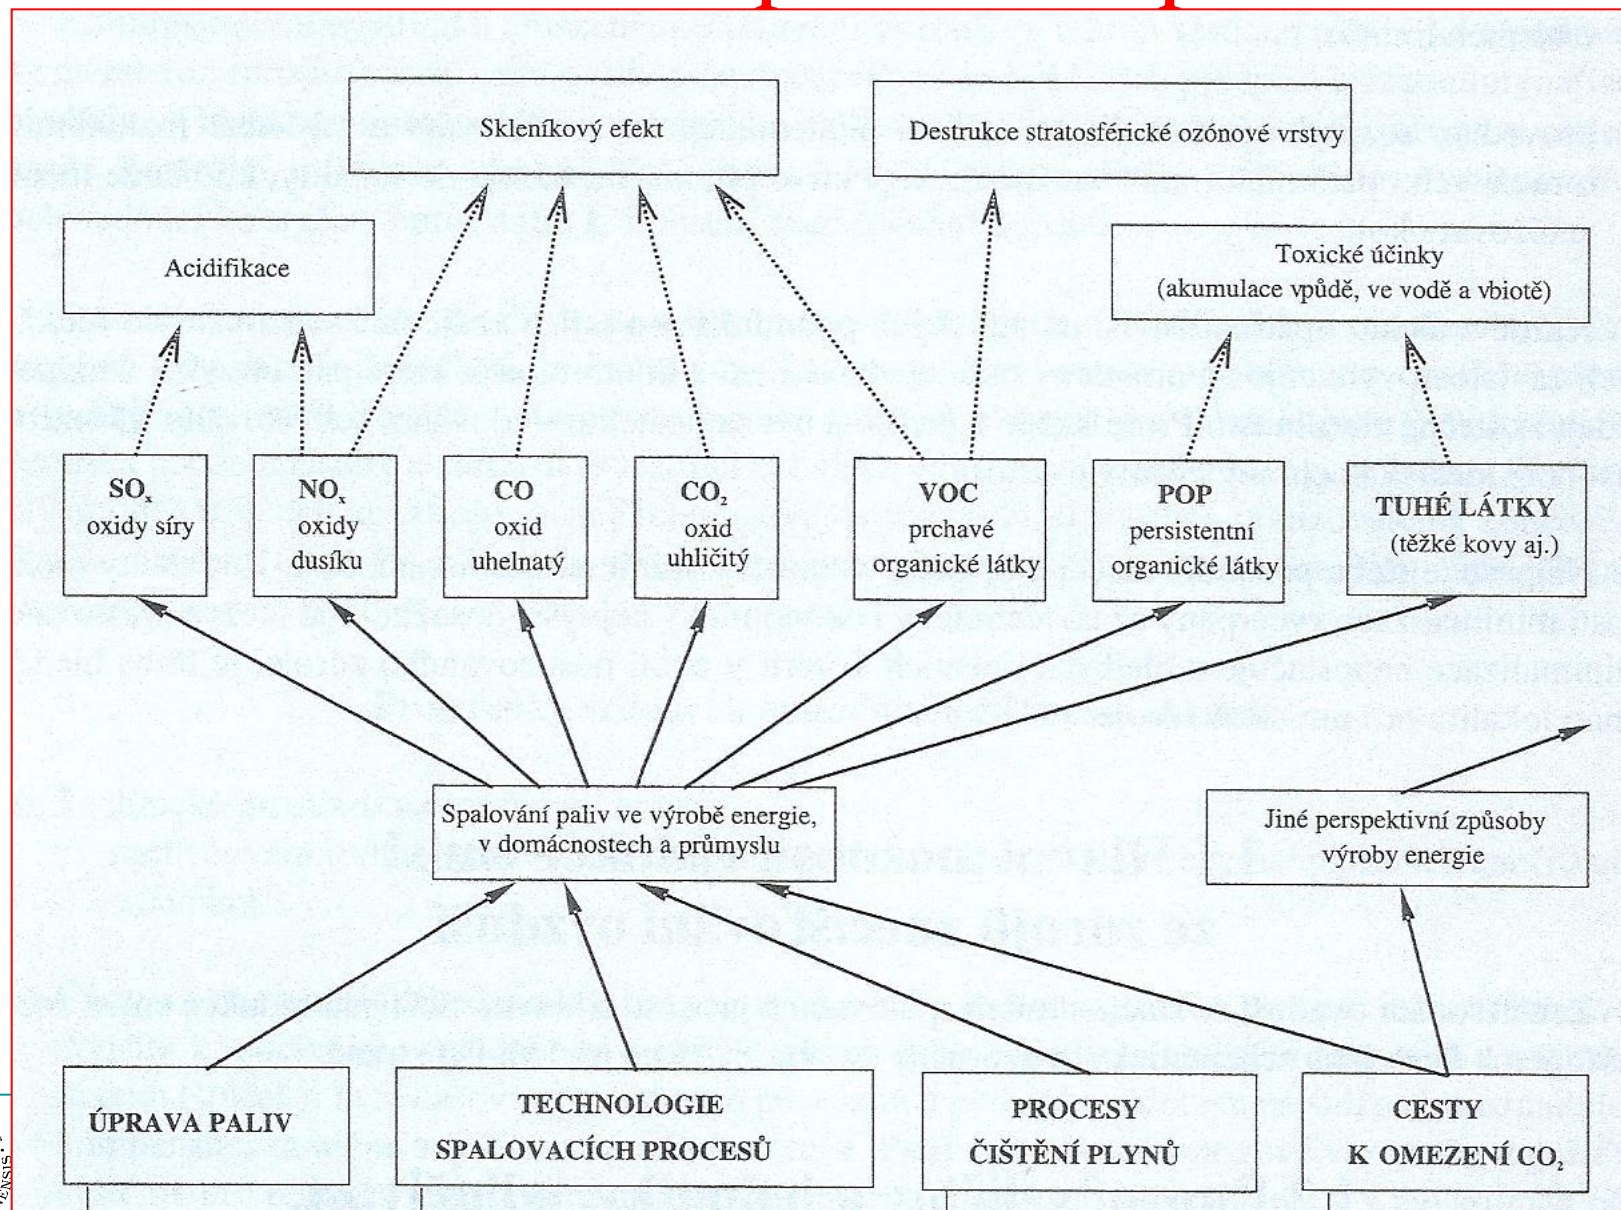 Skleníkový efekt
Destrukce stratosférické ozónové vrstvy
Acidifikace
Toxické účinky
(akumulace vpůdě, ve vodě a vbiotě)
SOₓ
oxidy síry
NOₓ
oxidy
dusíku
CO
oxid
uhelnatý
CO₂
oxid
uhličitý
VOC
prchavé
organické látky
POP
persistentní
organické látky
TUHÉ LÁTKY
(těžké kovy aj.)
Spalování paliv ve výrobě energie,
v domácnostech a průmyslu
Jiné perspektivní způsoby
výroby energie
ÚPRAVA PALIV
TECHNOLOGIE
SPALOVACÍCH PROCESŮ
PROCESY
ČIŠTĚNÍ PLYNŮ
CESTY
K OMEZENÍ CO₂